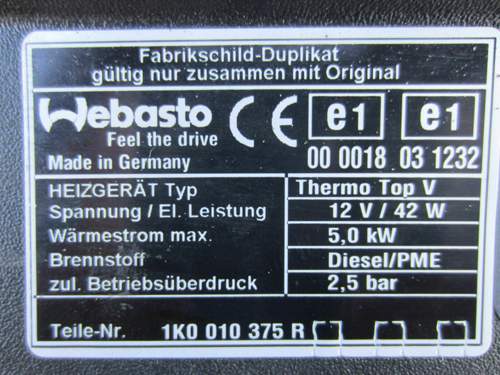 Fabrikschild-Duplikat
gültig nur zusammen mit Original
Webasto CE e1 e1
Feel the drive
Made in Germany 00 0018 03 1232
HEIZGERÄT Typ Thermo Top V
Spannung / El. Leistung 12 V / 42 W
Wärmestrom max. 5,0 kW
Brennstoff Diesel/PME
zul. Betriebsüberdruck 2,5 bar
Teile-Nr. 1K0 010 375 R